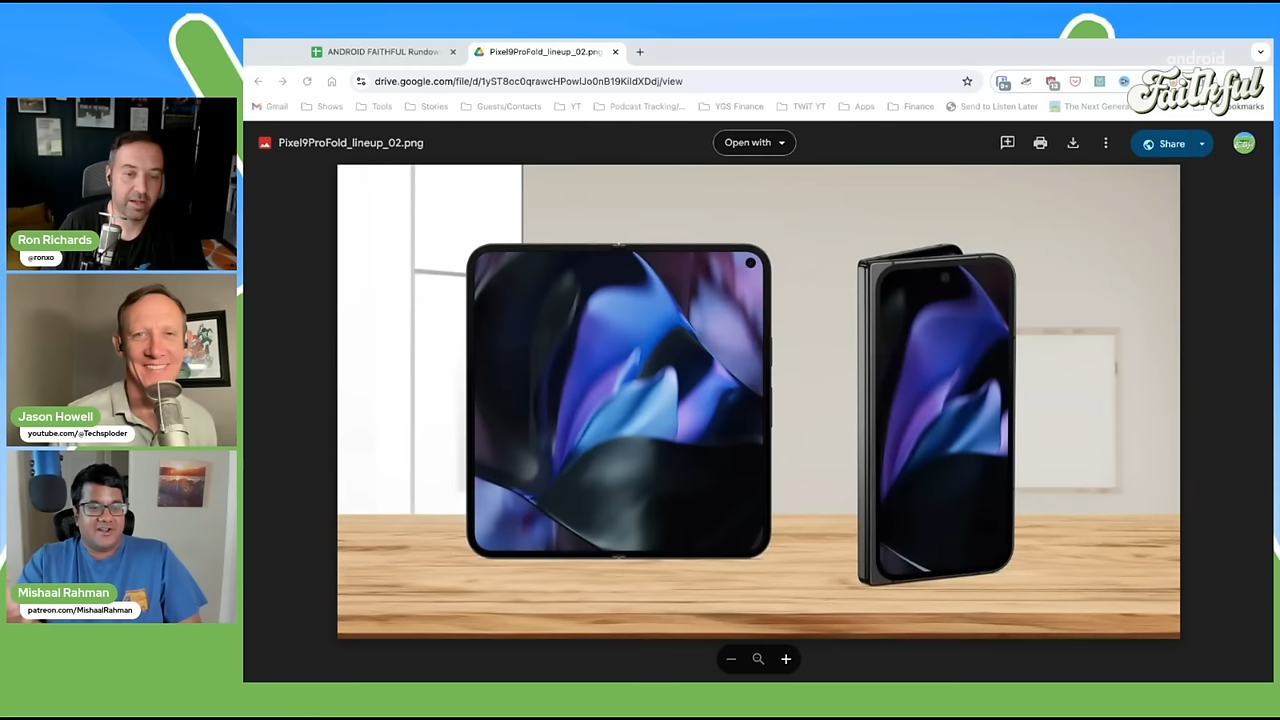 ANDROID FAITHFUL Rundow
Pixel9ProFold_lineup_02.png
android
Faithful
drive.google.com/file/d/1yST8oc0qrawcHPowlJo0nB19KildXDdj/view
Gmail
Shows
Tools
Stories
Guests/Contacts
YT
Podcast Tracking/...
YGS Finance
TWiT YT
Apps
Finance
Send to Listen Later
The Next Genera
okmarks
Pixel9ProFold_lineup_02.png
Open with
Share
Ron Richards
@ronxo
Jason Howell
youtube.com/@Techsploder
Mishaal Rahman
patreon.com/MishaalRahman